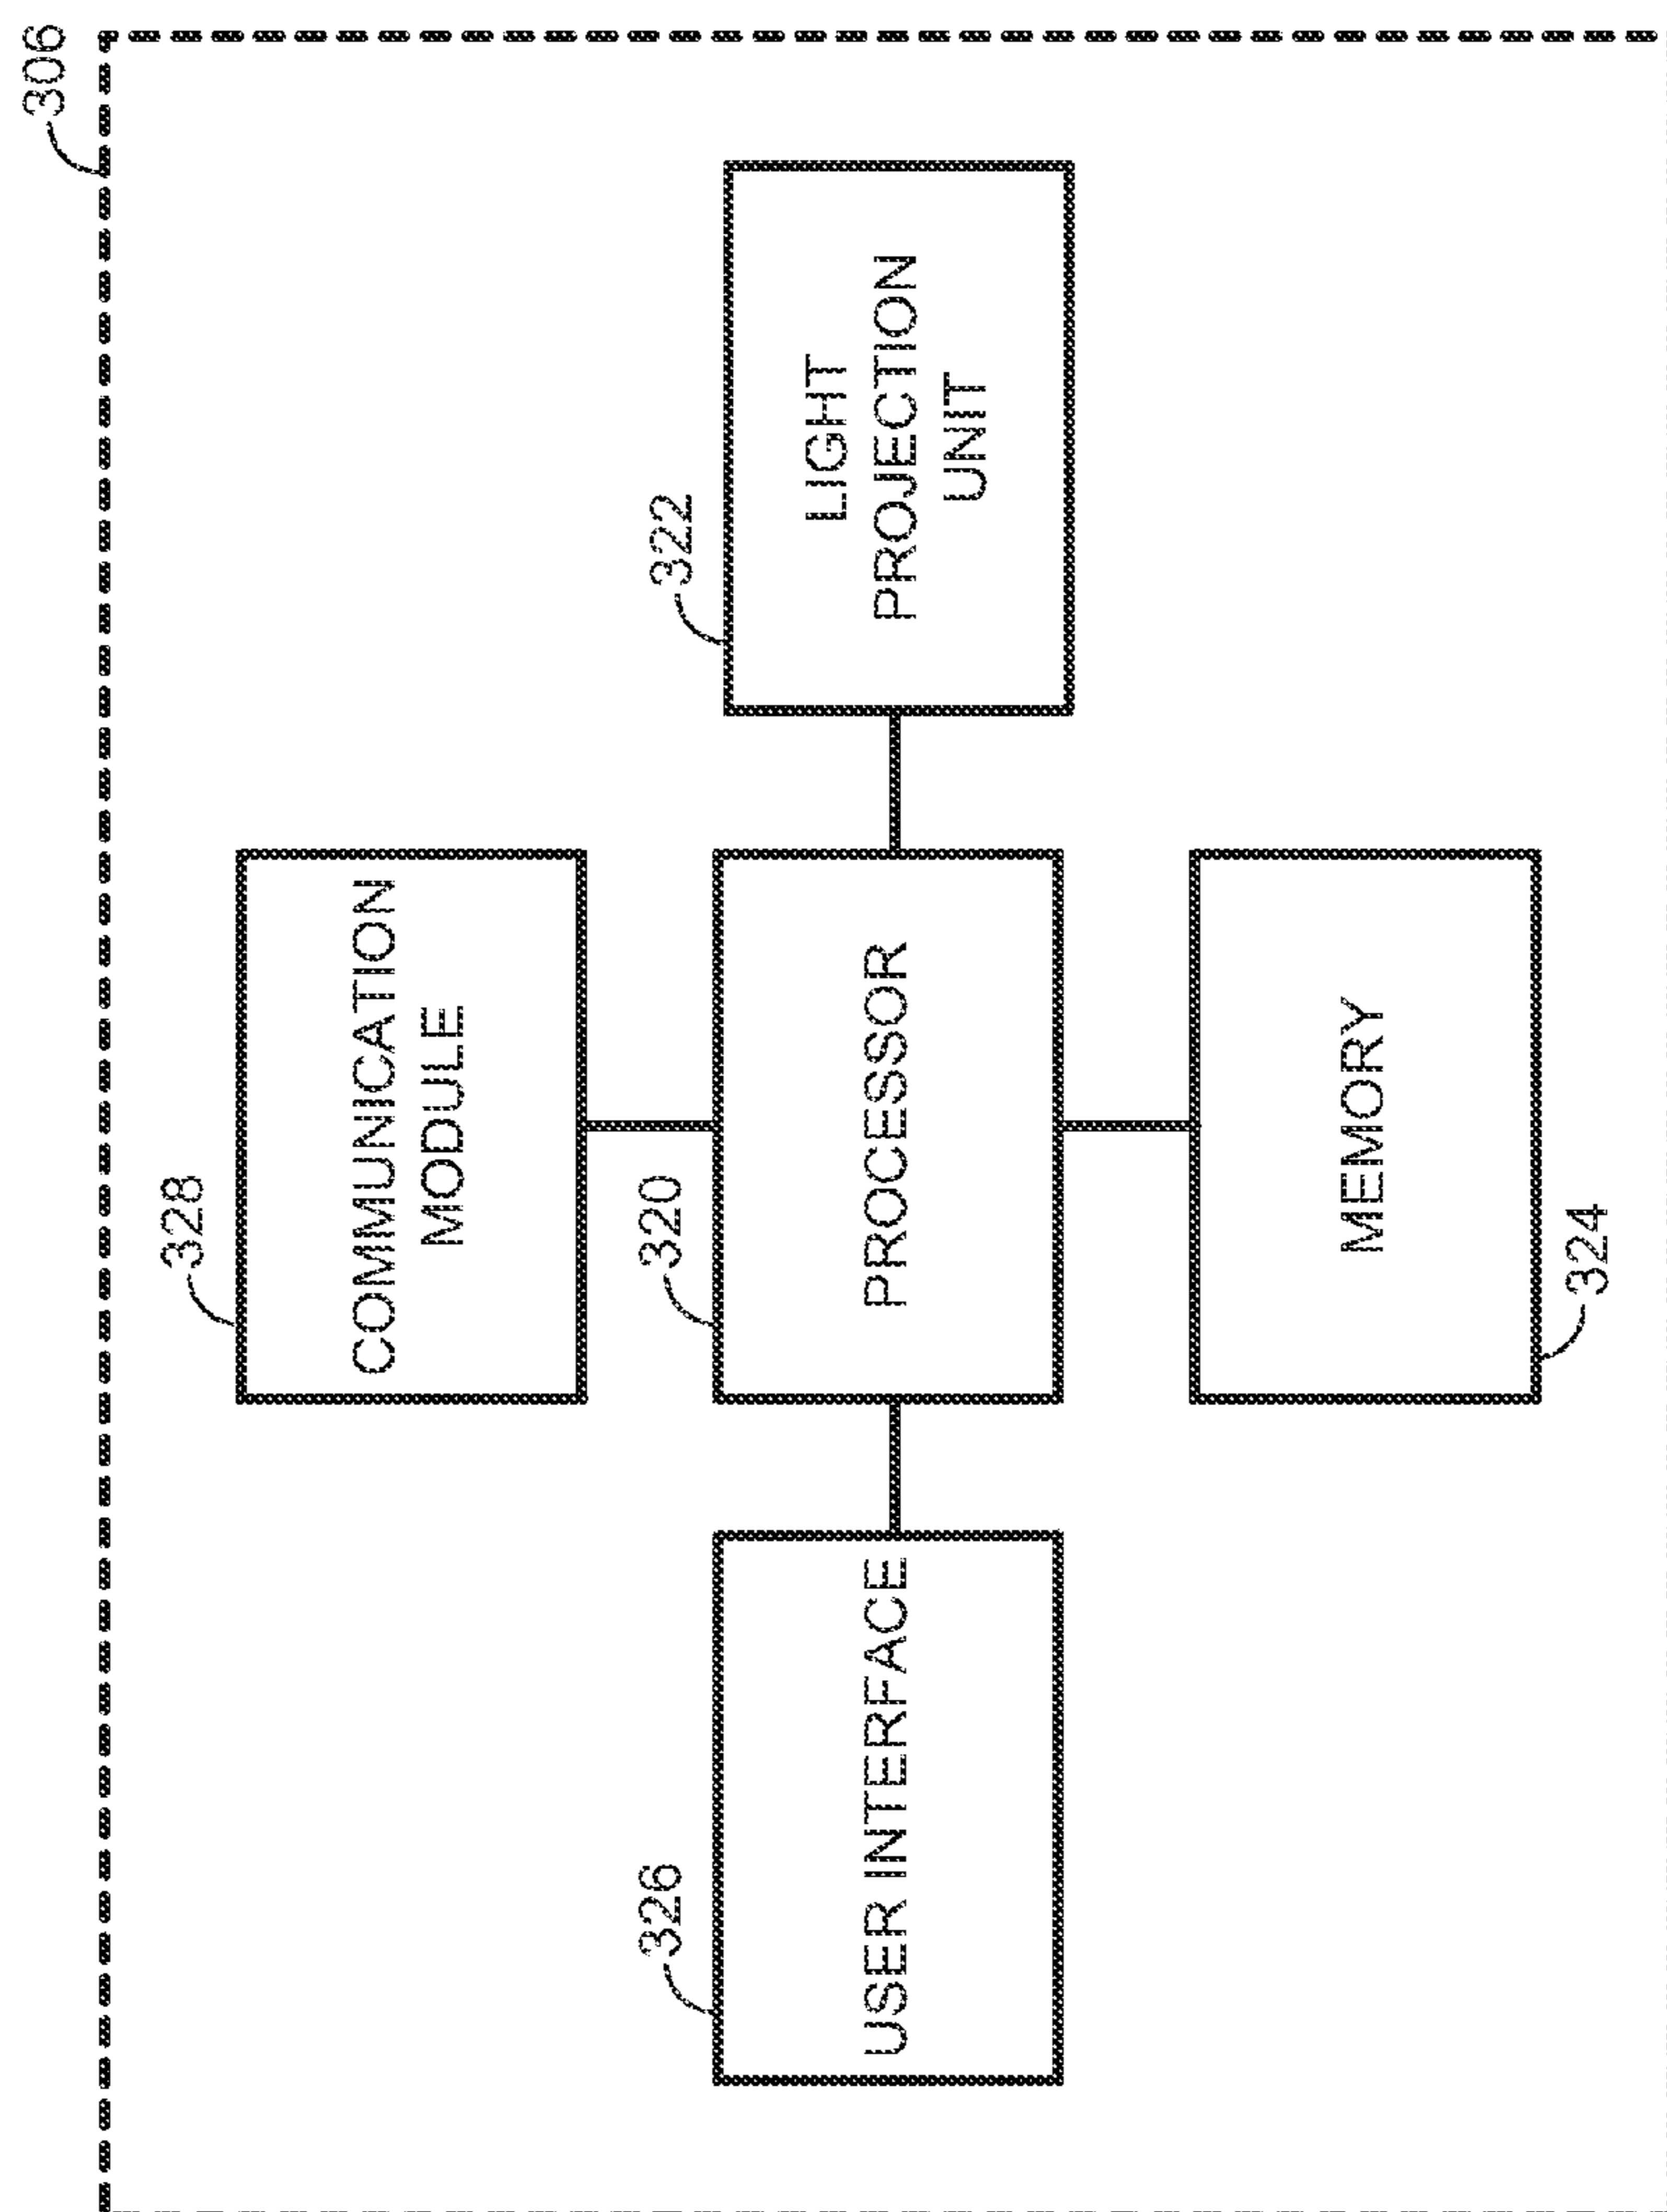 306
328
COMMUNICATION
MODULE
326
USER INTERFACE
320
PROCESSOR
322
LIGHT
PROJECTION
UNIT
MEMORY
324